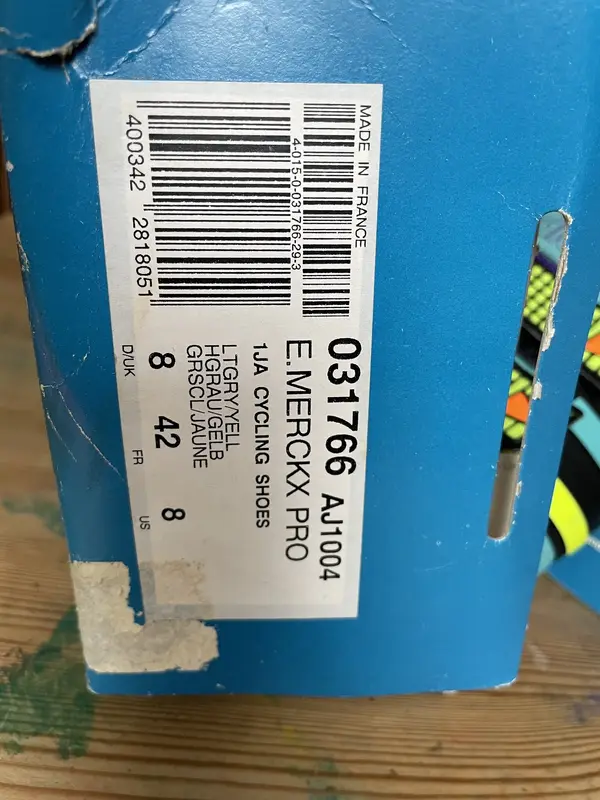 MADE IN FRANCE
4-015-0-031766-29-3
400342 2818051
031766 AJ1004
E.MERCKX PRO
1JA CYCLING SHOES
LTGRY/YELL
HGRAU/GELB
GRSCL/JAUNE
8 42 8
D/UK FR US